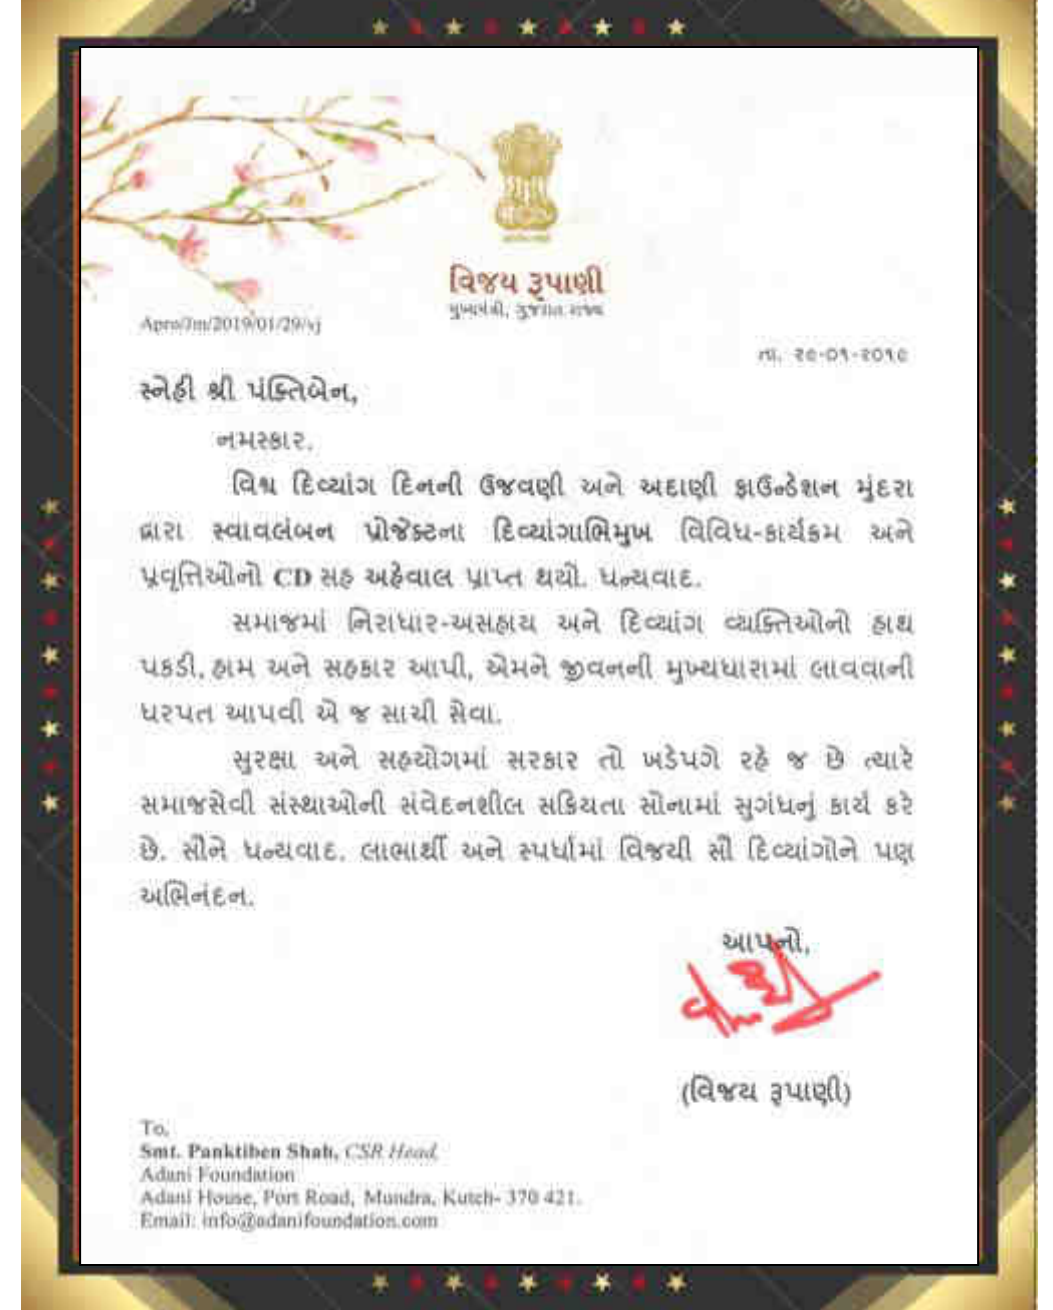 વિજય રૂપાણી
મુખ્યમંત્રી, ગુજરાત રાજ્ય
Apro/Jm/2019/01/29/vj
તા. ૨૯-૦૧-૨૦૧૯
સ્નેહી શ્રી પંક્તિબેન,
નમસ્કાર.
વિશ્વ દિવ્યાંગ દિનની ઉજવણી અને અદાણી ફાઉન્ડેશન મુંદરા
દ્વારા સ્વાવલંબન પ્રોજેક્ટના દિવ્યાંગાભિમુખ વિવિધ-કાર્યક્રમ અને
પ્રવૃત્તિઓનો CD સહ અહેવાલ પ્રાપ્ત થયો. ધન્યવાદ.
સમાજમાં નિરાધાર-અસહાય અને દિવ્યાંગ વ્યક્તિઓનો હાથ
પકડી, હામ અને સહકાર આપી, એમને જીવનની મુખ્યધારામાં લાવવાની
ધરપત આપવી એ જ સાચી સેવા.
સુરક્ષા અને સહયોગમાં સરકાર તો ખડેપગે રહે જ છે ત્યારે
સમાજસેવી સંસ્થાઓની સંવેદનશીલ સક્રિયતા સોનામાં સુગંધનું કાર્ય કરે
છે. સૌને ધન્યવાદ. લાભાર્થી અને સ્પર્ધામાં વિજયી સૌ દિવ્યાંગોને પણ
અભિનંદન.
આપનો,
(વિજય રૂપાણી)
To,
Smt. Panktiben Shah, CSR Head,
Adani Foundation
Adani House, Port Road, Mundra, Kutch- 370 421.
Email: info@adanifoundation.com